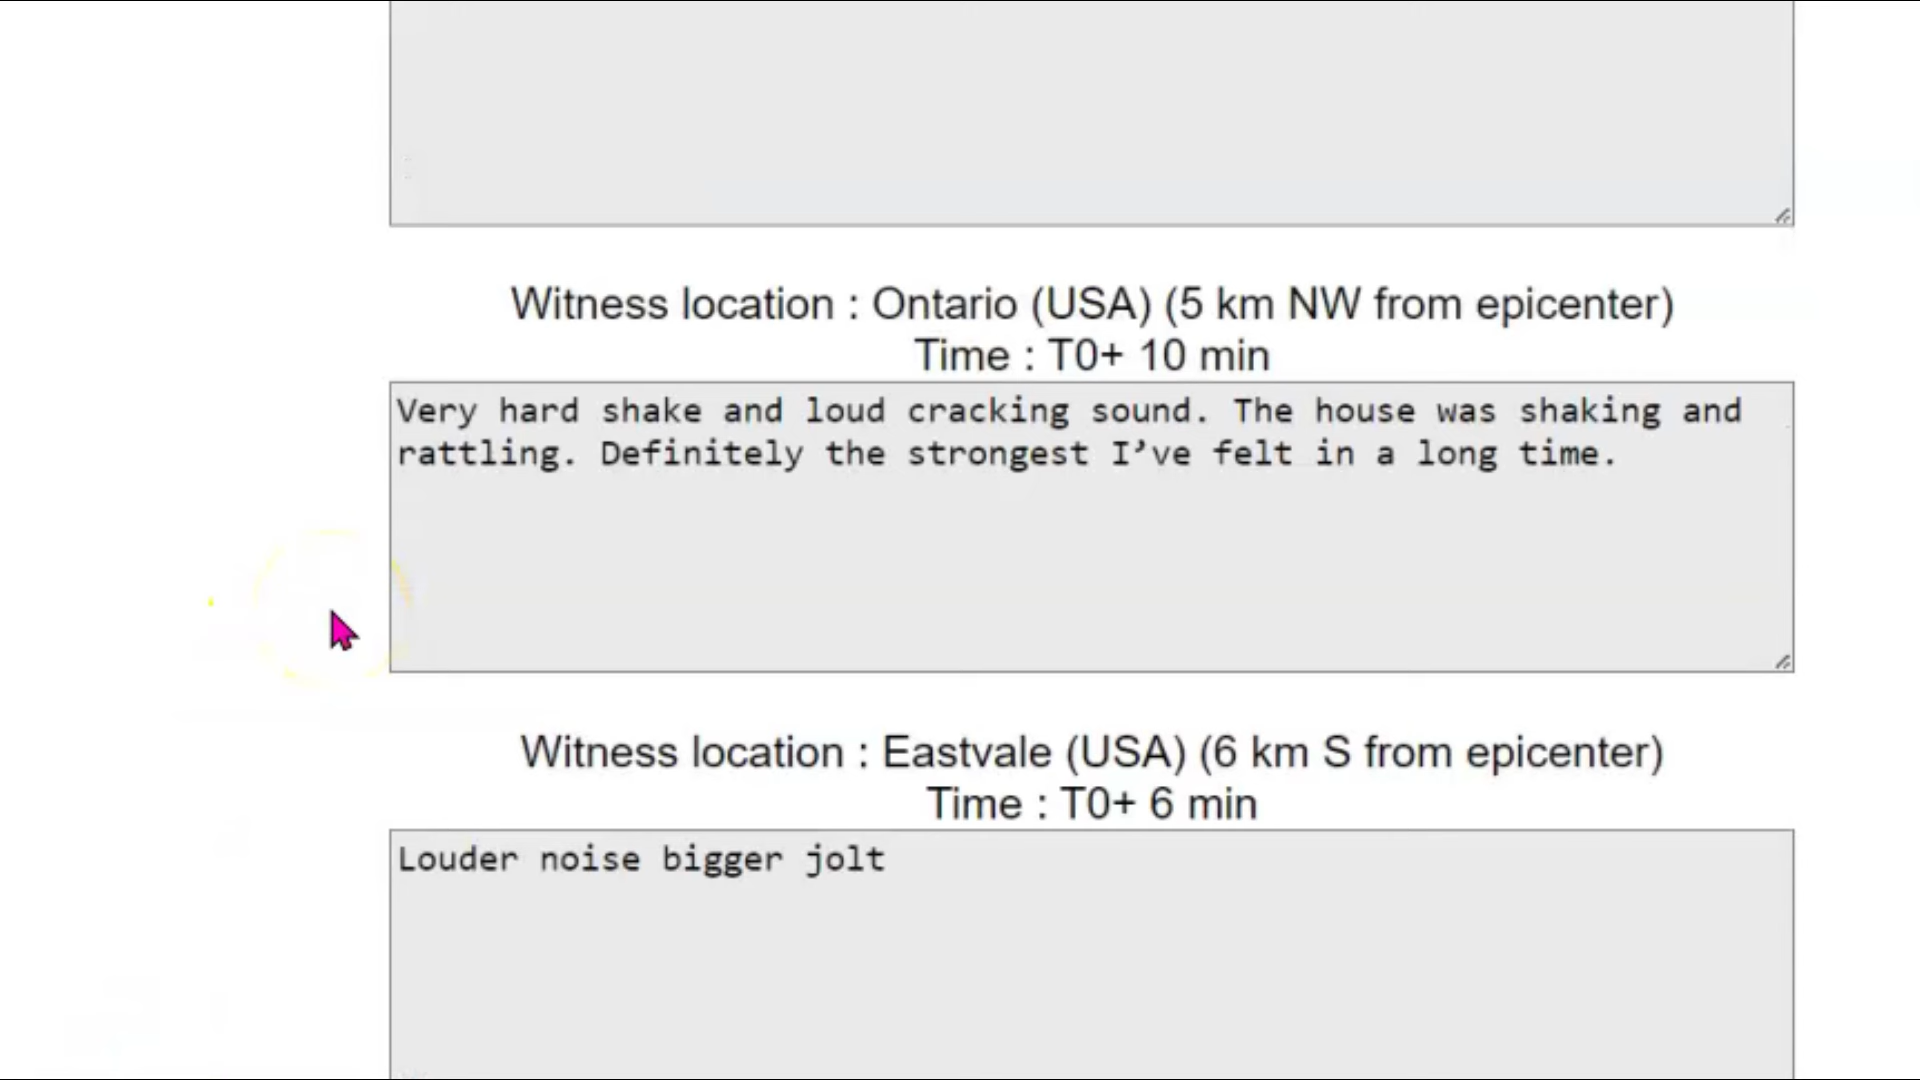 Witness location : Ontario (USA) (5 km NW from epicenter)
Time : T0+ 10 min
Very hard shake and loud cracking sound. The house was shaking and
rattling. Definitely the strongest I’ve felt in a long time.
Witness location : Eastvale (USA) (6 km S from epicenter)
Time : T0+ 6 min
Louder noise bigger jolt